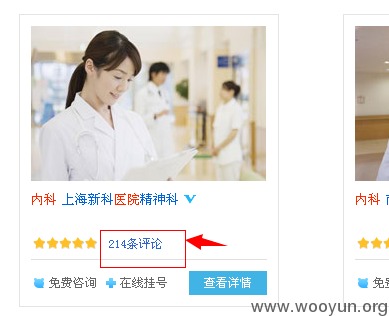 内科 上海新科医院精神科
214条评论
免费咨询 在线挂号 查看详情
内科
免
www.wooyun.org